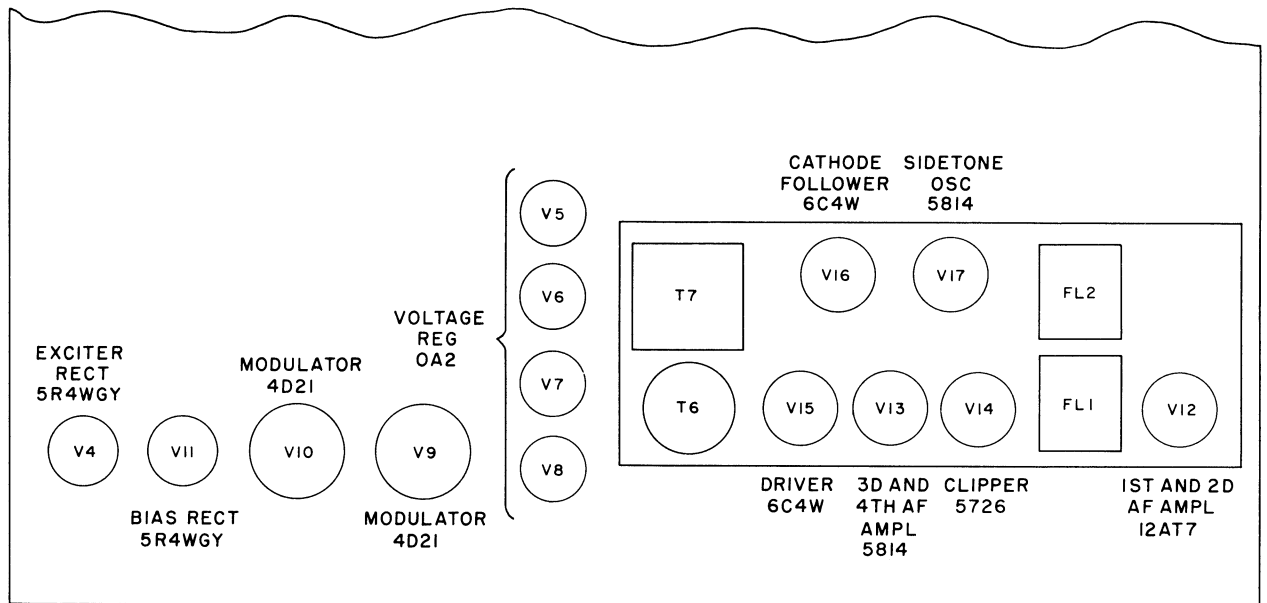 CATHODE
FOLLOWER
6C4W
SIDETONE
OSC
5814
V5
V6
V7
V8
VOLTAGE
REG
OA2
T7
V16
V17
FL2
EXCITER
RECT
5R4WGY
MODULATOR
4D21
V4
V11
V10
V9
T6
V15
V13
V14
FL1
V12
BIAS RECT
5R4WGY
MODULATOR
4D21
DRIVER
6C4W
3D AND
4TH AF
AMPL
5814
CLIPPER
5726
1ST AND 2D
AF AMPL
12AT7